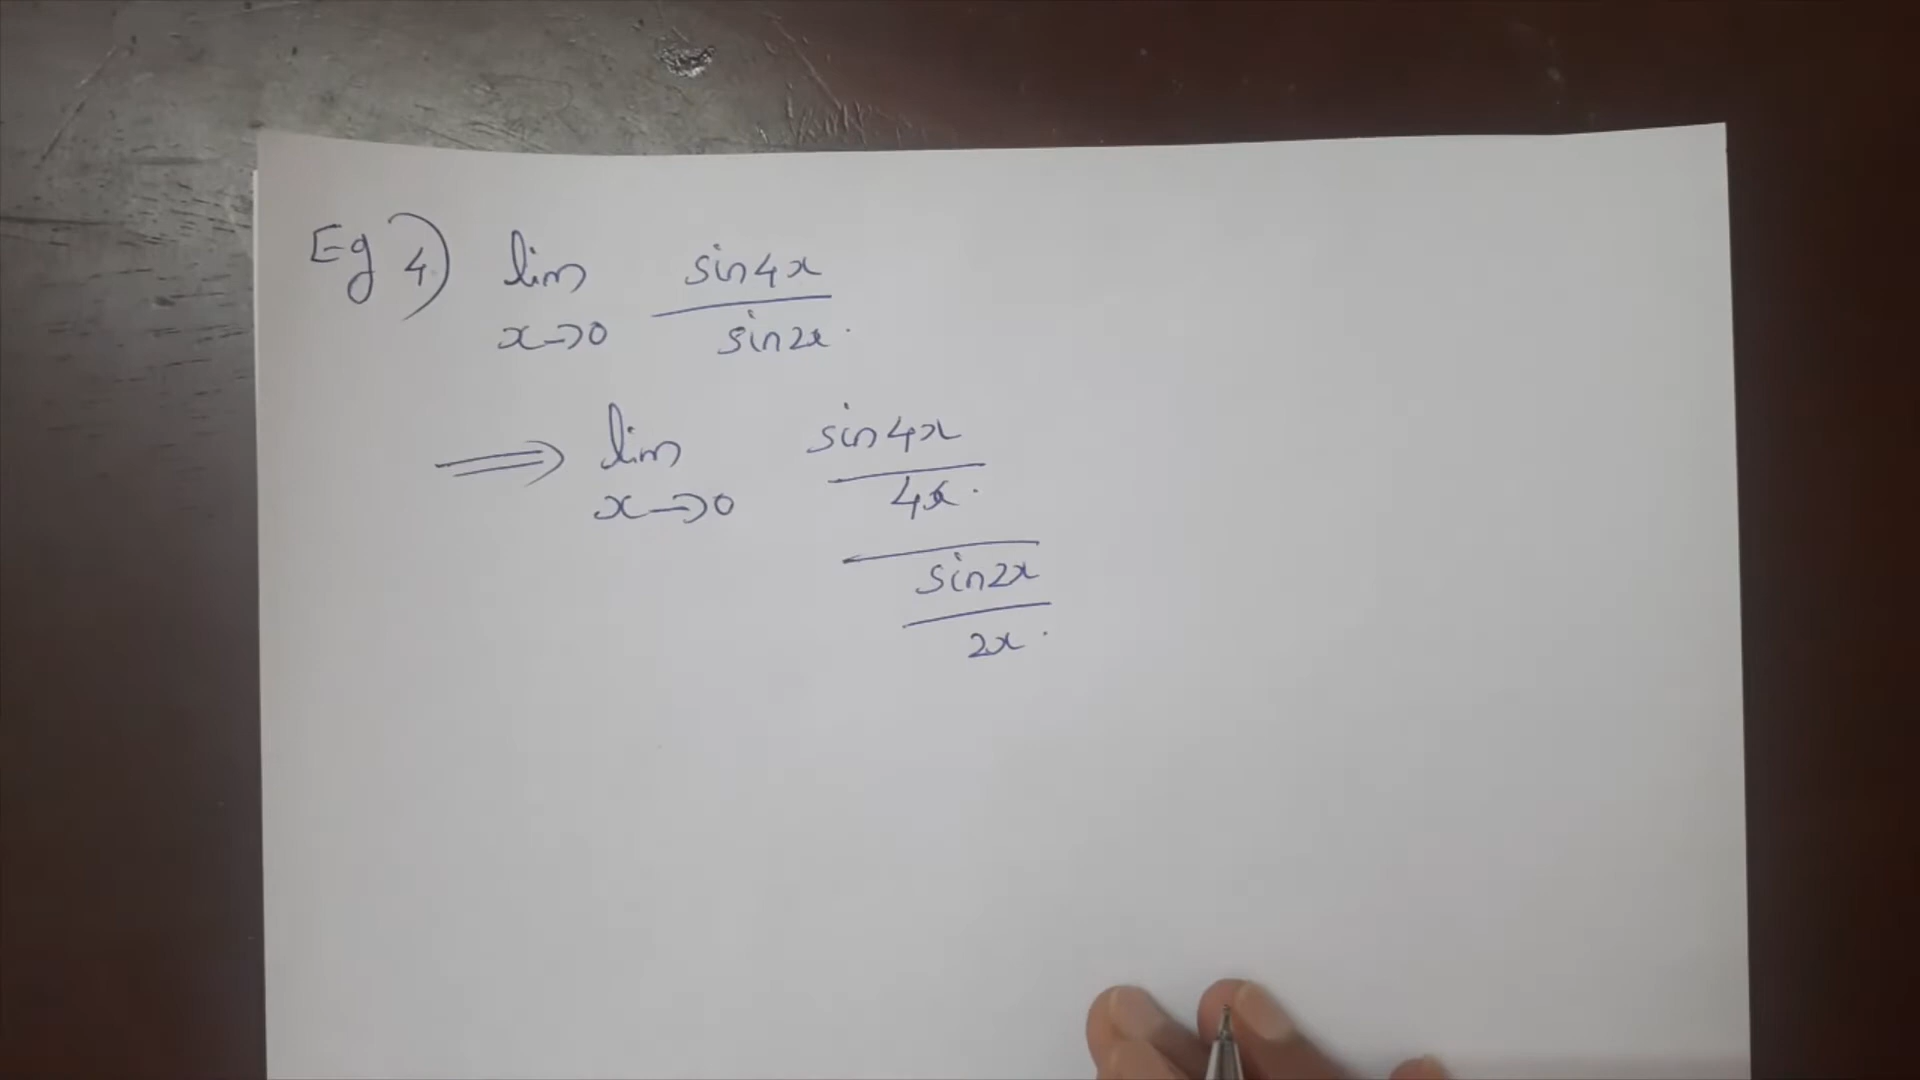 Eg 4) lim sin4x
x→0 sin2x.
⟹ lim sin4x
x→0 4x.
sin2x
2x.